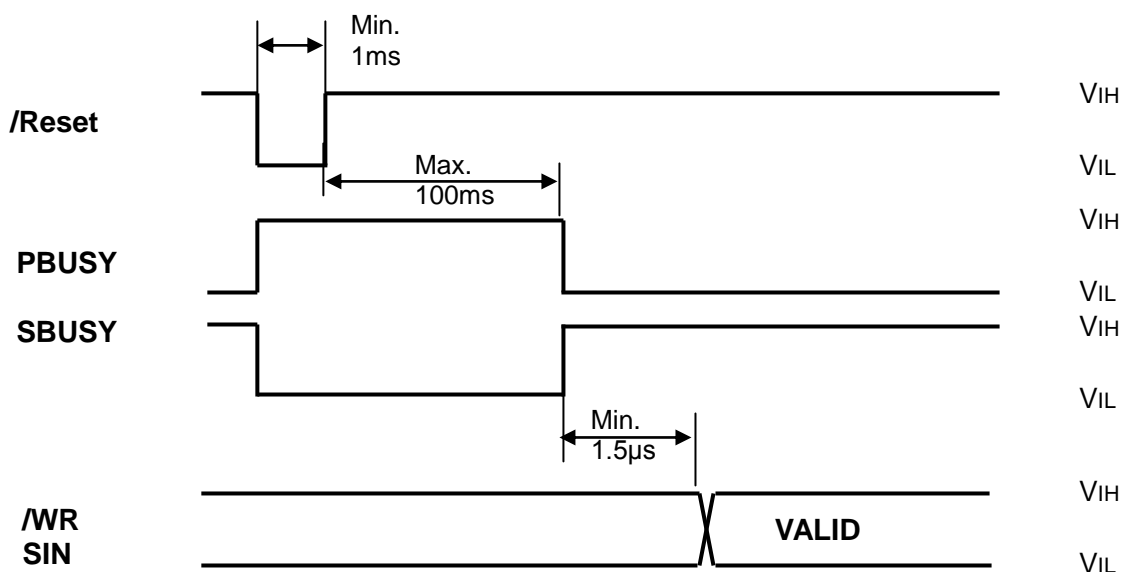 Min.
1ms
/Reset
VIH
VIL
Max.
100ms
PBUSY
VIH
VIL
SBUSY
VIH
VIL
Min.
1.5µs
/WR
SIN
VALID
VIH
VIL